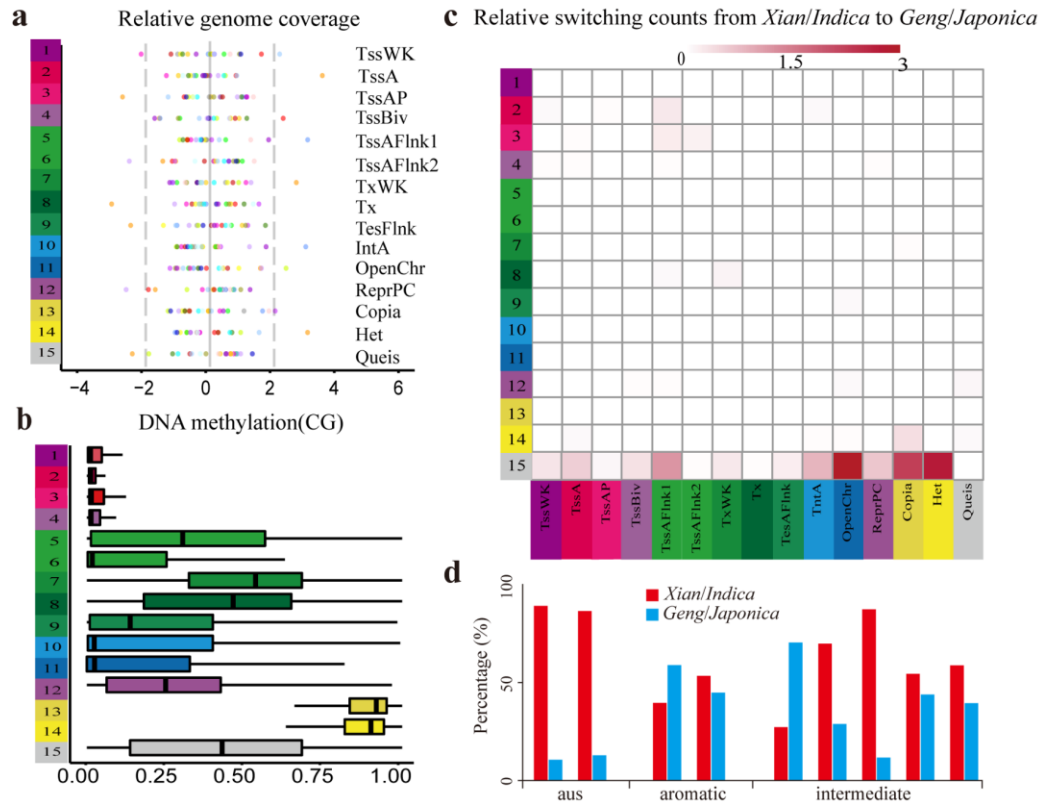 a
Relative genome coverage
1
TssWK
2
TssA
3
TssAP
4
TssBiv
5
TssAFlnk1
6
TssAFlnk2
7
TxWK
8
Tx
9
TesFlnk
10
IntA
11
OpenChr
12
ReprPC
13
Copia
14
Het
15
Queis
−4 −2 0 2 4 6
b
DNA methylation(CG)
1
2
3
4
5
6
7
8
9
10
11
12
13
14
15
0.00 0.25 0.50 0.75 1.00
c
Relative switching counts from Xian/Indica to Geng/Japonica
0 1.5 3
1
2
3
4
5
6
7
8
9
10
11
12
13
14
15
TssWK
TssA
TssAP
TssBiv
TssAFlnk1
TssAFlnk2
TxWK
Tx
TesAFlnk
TntA
OpenChr
ReprPC
Copia
Het
Queis
d
Percentage (%)
100
50
0
Xian/Indica
Geng/Japonica
aus aromatic intermediate